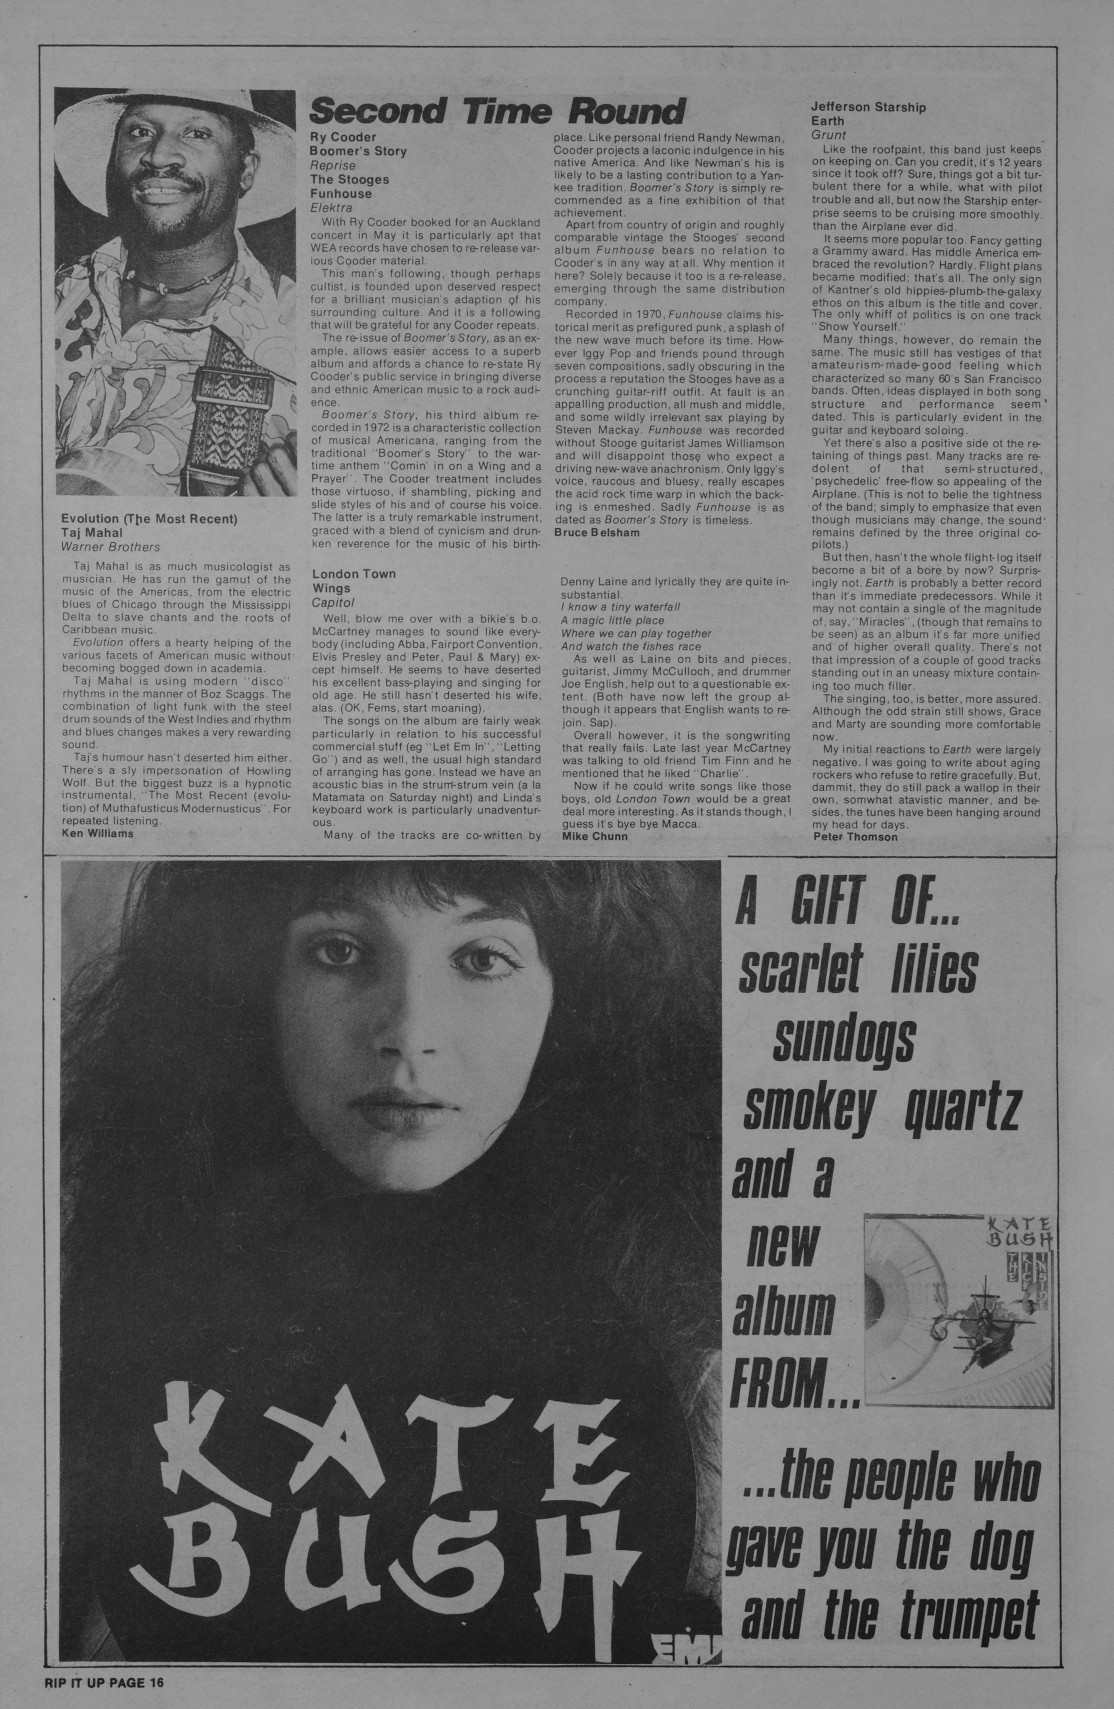 Evolution (The Most Recent)
Taj Mahal
Warner Brothers
Taj Mahal is as much musicologist as
musician. He has run the gamut of the
music of the Americas, from the electric
blues of Chicago through the Mississippi
Delta to slave chants and the roots of
Caribbean music.
Evolution offers a hearty helping of the
various facets of American music without
becoming bogged down in academia.
Taj Mahal is using modern "disco"
rhythms in the manner of Boz Scaggs. The
combination of light funk with the steel
drum sounds of the West Indies and rhythm
and blues changes makes a very rewarding
sound.
Taj's humour hasn't deserted him either.
There's a sly impersonation of Howling
Wolf. But the biggest buzz is a hypnotic
instrumental, "The Most Recent (evolu-
tion) of Muthafusticus Modernusticus". For
repeated listening.
Ken Williams
Second Time Round
Ry Cooder
Boomer's Story
Reprise
The Stooges
Funhouse
Elektra
With Ry Cooder booked for an Auckland
concert in May it is particularly apt that
WEA records have chosen to re-release var-
ious Cooder material.
This man's following, though perhaps
cultist, is founded upon deserved respect
for a brilliant musician's adaption of his
surrounding culture. And it is a following
that will be grateful for any Cooder repeats.
The re-issue of Boomer's Story, as an ex-
ample, allows easier access to a superb
album and affords a chance to re-state Ry
Cooder's public service in bringing diverse
and ethnic American music to a rock audi-
ence.
Boomer's Story, his third album re-
corded in 1972 is a characteristic collection
of musical Americana, ranging from the
traditional "Boomer's Story" to the war-
time anthem "Comin' in on a Wing and a
Prayer". The Cooder treatment includes
those virtuoso, if shambling, picking and
slide styles of his and of course his voice.
The latter is a truly remarkable instrument,
graced with a blend of cynicism and drun-
ken reverence for the music of his birth-
place. Like personal friend Randy Newman,
Cooder projects a laconic indulgence in his
native America. And like Newman's his is
likely to be a lasting contribution to a Yan-
kee tradition. Boomer's Story is simply re-
commended as a fine exhibition of that
achievement.
Apart from country of origin and roughly
comparable vintage the Stooges' second
album Funhouse bears no relation to
Cooder's in any way at all. Why mention it
here? Solely because it too is a re-release,
emerging through the same distribution
company.
Recorded in 1970, Funhouse claims his-
torical merit as prefigured punk, a splash of
the new wave much before its time. How-
ever Iggy Pop and friends pound through
seven compositions, sadly obscuring in the
process a reputation the Stooges have as a
crunching guitar-riff outfit. At fault is an
appalling production, all mush and middle,
and some wildly irrelevant sax playing by
Steven Mackay. Funhouse was recorded
without Stooge guitarist James Williamson
and will disappoint those who expect a
driving new-wave anachronism. Only Iggy's
voice, raucous and bluesy, really escapes
the acid rock time warp in which the back-
ing is enmeshed. Sadly Funhouse is as
dated as Boomer's Story is timeless.
Bruce Belsham
London Town
Wings
Capitol
Well, blow me over with a bikie's b.o.
McCartney manages to sound like every-
body (including Abba, Fairport Convention,
Elvis Presley and Peter, Paul & Mary) ex-
cept himself. He seems to have deserted
his excellent bass-playing and singing for
old age. He still hasn't deserted his wife,
alas. (OK, Fems, start moaning).
The songs on the album are fairly weak
particularly in relation to his successful
commercial stuff (eg "Let Em In", "Letting
Go") and as well, the usual high standard
of arranging has gone. Instead we have an
acoustic bias in the strum-strum vein (a la
Matamata on Saturday night) and Linda's
keyboard work is particularly unadventur-
ous.
Many of the tracks are co-written by
Denny Laine and lyrically they are quite in-
substantial.
I know a tiny waterfall
A magic little place
Where we can play together
And watch the fishes race
As well as Laine on bits and pieces,
guitarist, Jimmy McCulloch, and drummer
Joe English, help out to a questionable ex-
tent. (Both have now left the group al-
though it appears that English wants to re-
join. Sap).
Overall however, it is the songwriting
that really fails. Late last year McCartney
was talking to old friend Tim Finn and he
mentioned that he liked "Charlie".
Now if he could write songs like those
boys, old London Town would be a great
deal more interesting. As it stands though, I
guess it's bye bye Macca.
Mike Chunn
Jefferson Starship
Earth
Grunt
Like the roofpaint, this band just keeps
on keeping on. Can you credit, it's 12 years
since it took off? Sure, things got a bit tur-
bulent there for a while, what with pilot
trouble and all, but now the Starship enter-
prise seems to be cruising more smoothly.
than the Airplane ever did.
It seems more popular too. Fancy getting
a Grammy award. Has middle America em-
braced the revolution? Hardly. Flight plans
became modified; that's all. The only sign
of Kantner's old hippies-plumb-the-galaxy
ethos on this album is the title and cover.
The only whiff of politics is on one track
"Show Yourself."
Many things, however, do remain the
same. The music still has vestiges of that
amateurism-made-good feeling which
characterized so many 60's San Francisco
bands. Often, ideas displayed in both song
structure and performance seem
dated. This is particularly evident in the
guitar and keyboard soloing.
Yet there's also a positive side ot the re-
taining of things past. Many tracks are re-
dolent of that semi-structured,
'psychedelic' free-flow so appealing of the
Airplane. (This is not to belie the tightness
of the band; simply to emphasize that even
though musicians may change, the sound
remains defined by the three original co-
pilots.)
But then, hasn't the whole flight-log itself
become a bit of a bore by now? Surpris-
ingly not. Earth is probably a better record
than it's immediate predecessors. While it
may not contain a single of the magnitude
of, say, "Miracles", (though that remains to
be seen) as an album it's far more unified
and of higher overall quality. There's not
that impression of a couple of good tracks
standing out in an uneasy mixture contain-
ing too much filler.
The singing, too, is better, more assured.
Although the odd strain still shows, Grace
and Marty are sounding more comfortable
now.
My initial reactions to Earth were largely
negative. I was going to write about aging
rockers who refuse to retire gracefully. But,
dammit, they do still pack a wallop in their
own, somwhat atavistic manner, and be-
sides, the tunes have been hanging around
my head for days.
Peter Thomson
KATE
BUSH
EMI
A GIFT OF...
scarlet lilies
sundogs
smokey quartz
and a
new
album
FROM...
KATE
BUSH
THE KICK INSIDE
...the people who
gave you the dog
and the trumpet
RIP IT UP PAGE 16